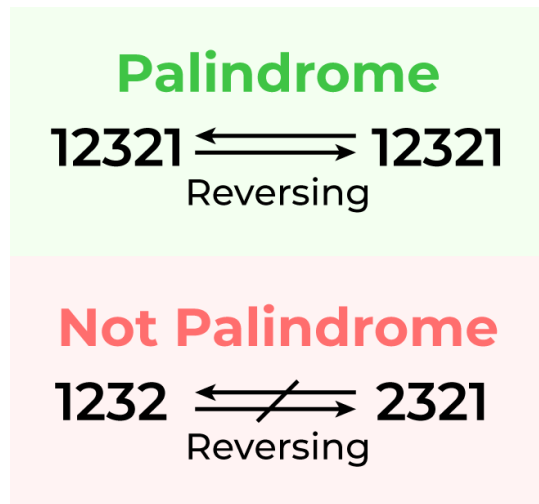 Palindrome
12321 12321
Reversing
Not Palindrome
1232 2321
Reversing